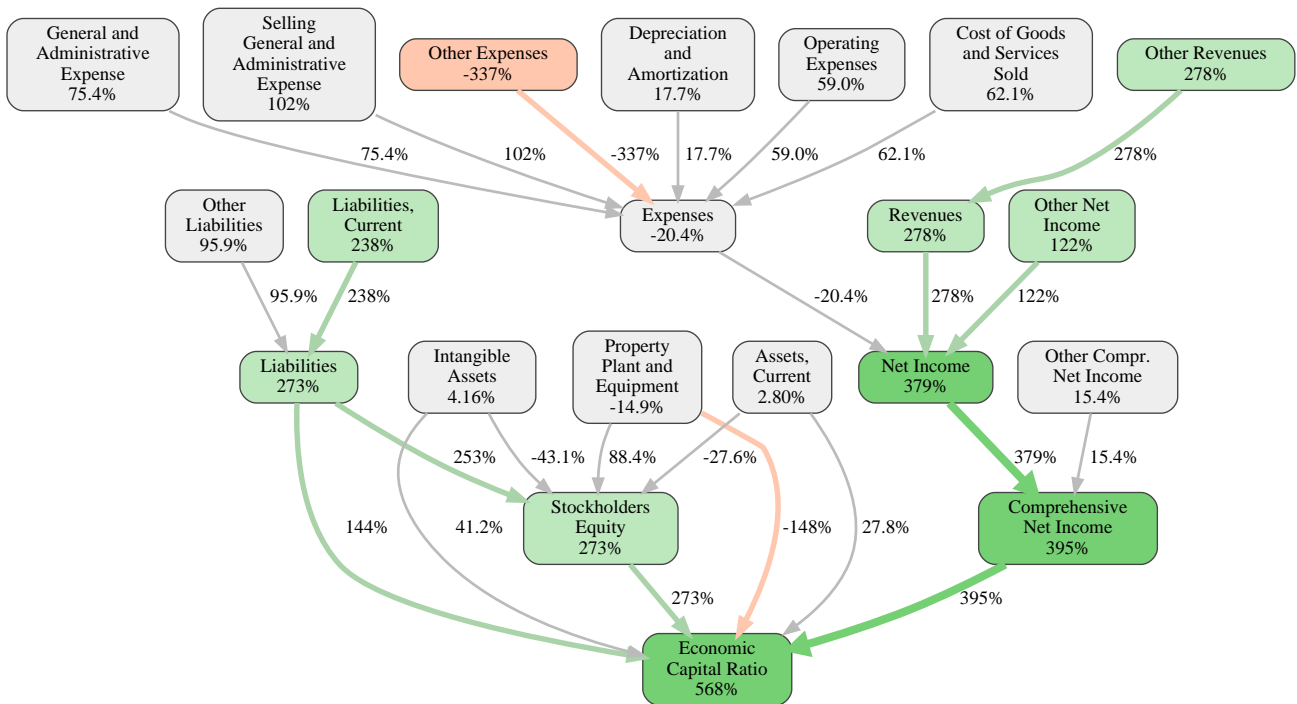 General and
Administrative
Expense
75.4%
Selling
General and
Administrative
Expense
102%
Other Expenses
-337%
Depreciation
and
Amortization
17.7%
Operating
Expenses
59.0%
Cost of Goods
and Services
Sold
62.1%
Other Revenues
278%
75.4%
102%
-337%
17.7%
59.0%
62.1%
278%
Other
Liabilities
95.9%
Liabilities,
Current
238%
Expenses
-20.4%
Revenues
278%
Other Net
Income
122%
95.9%
238%
-20.4%
278%
122%
Liabilities
273%
Intangible
Assets
4.16%
Property
Plant and
Equipment
-14.9%
Assets,
Current
2.80%
Net Income
379%
Other Compr.
Net Income
15.4%
253%
-43.1%
88.4%
-27.6%
379%
15.4%
144%
41.2%
Stockholders
Equity
273%
-148%
27.8%
Comprehensive
Net Income
395%
273%
395%
Economic
Capital Ratio
568%